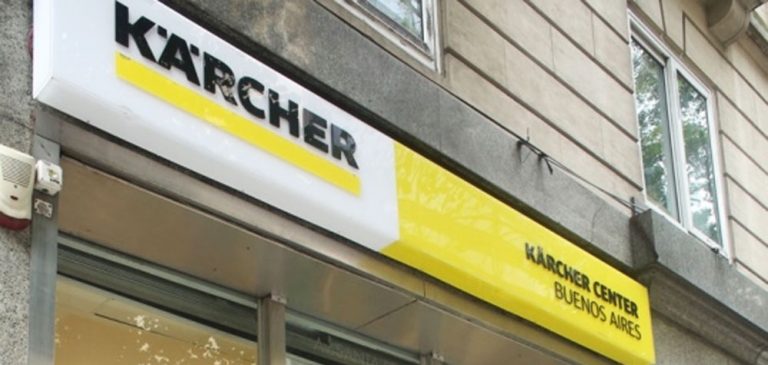 KÄRCHER
KÄRCHER CENTER
BUENOS AIRES